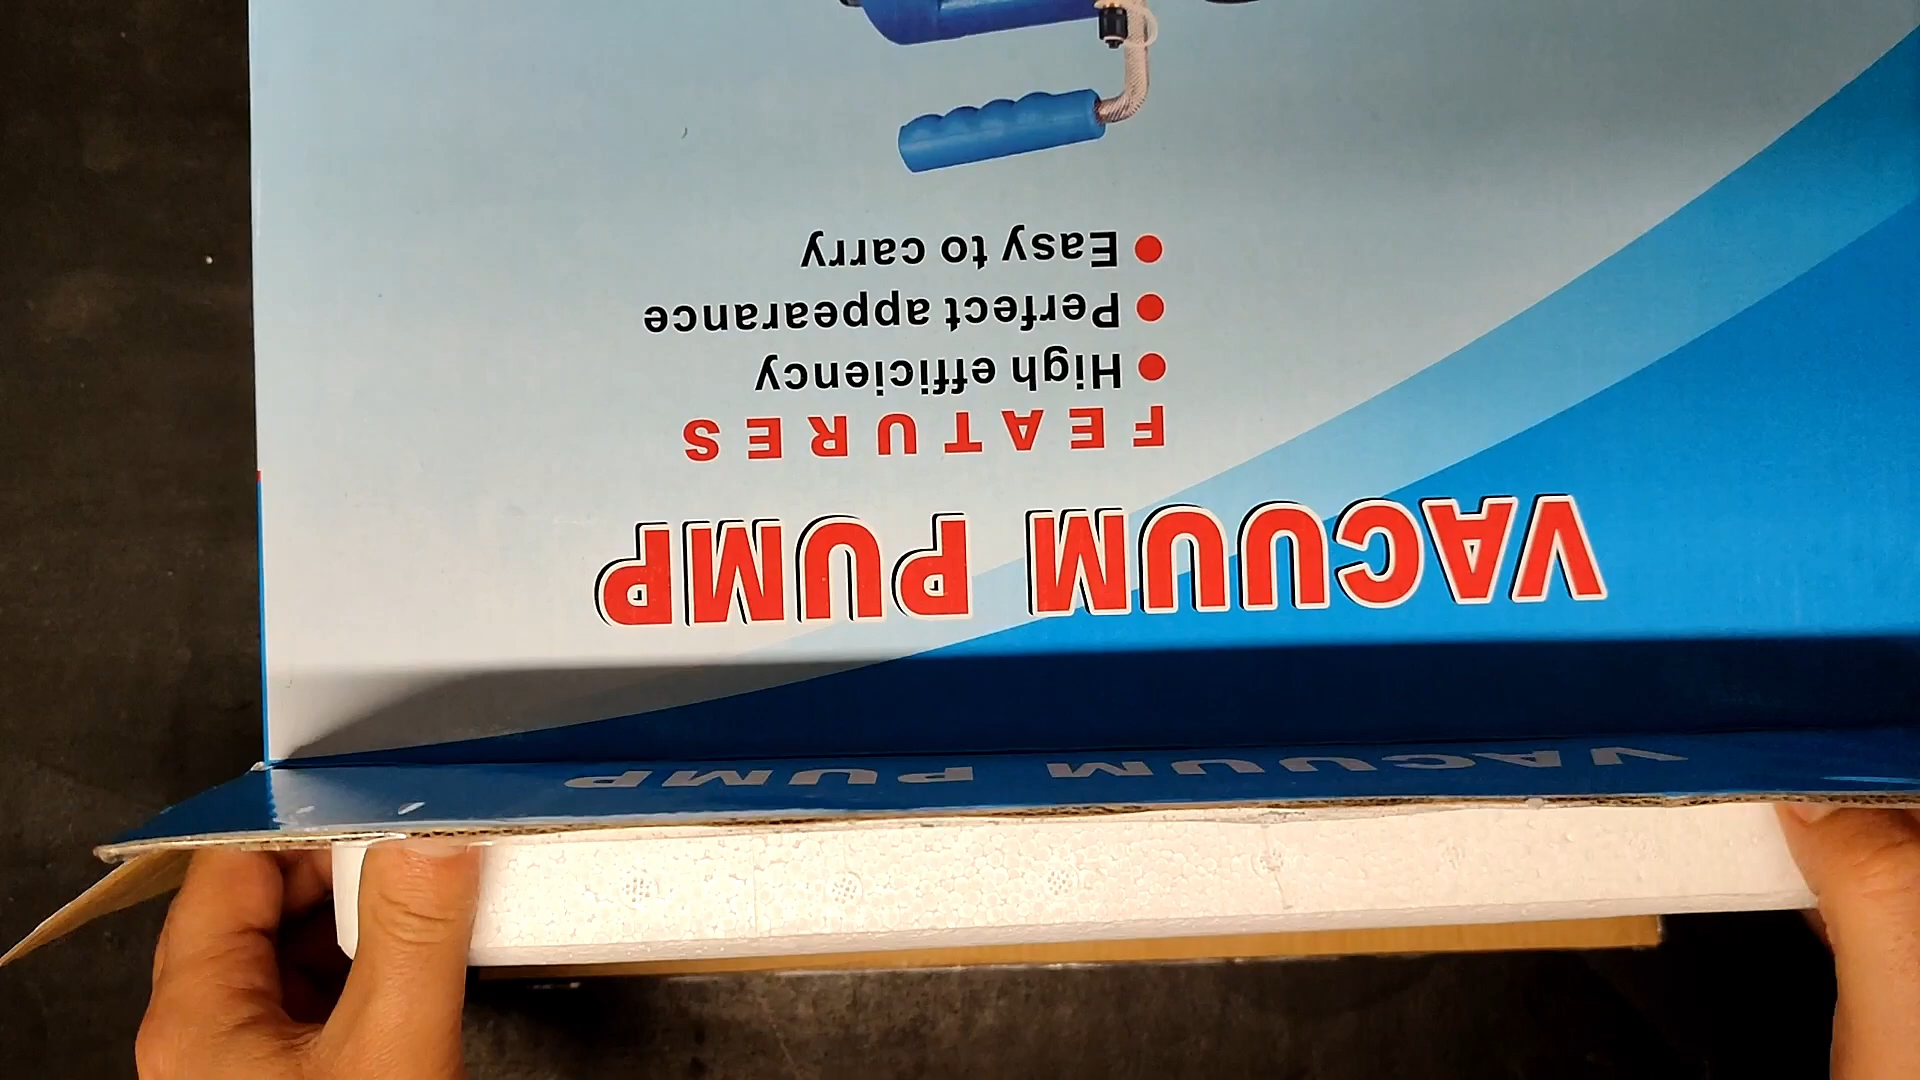 VACUUM PUMP
VACUUM PUMP
FEATURES
High efficiency
Perfect appearance
Easy to carry